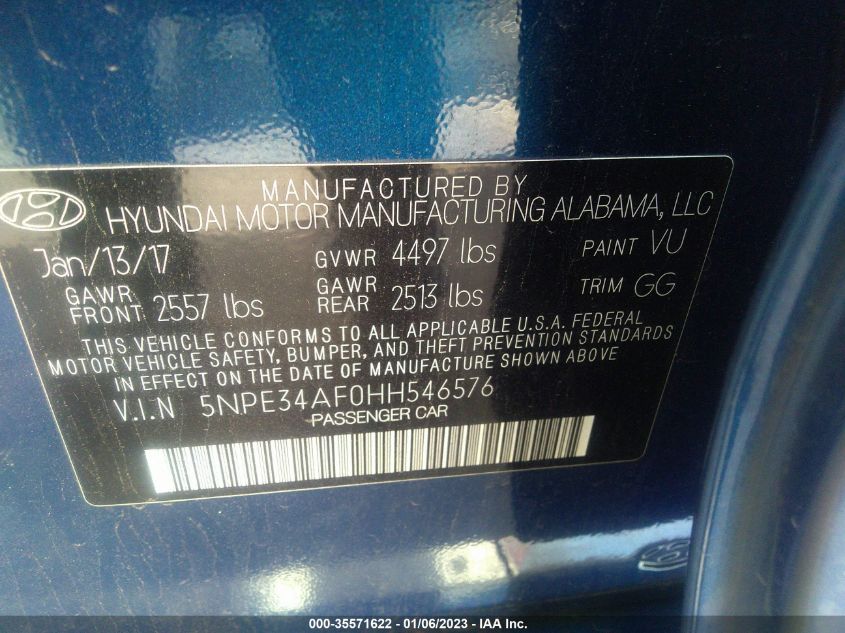 MANUFACTURED BY
HYUNDAI MOTOR MANUFACTURING ALABAMA, LLC
Jan/13/17 GVWR 4497 lbs PAINT VU
GAWR FRONT 2557 lbs GAWR REAR 2513 lbs TRIM GG
THIS VEHICLE CONFORMS TO ALL APPLICABLE U.S.A. FEDERAL
MOTOR VEHICLE SAFETY, BUMPER, AND THEFT PREVENTION STANDARDS
IN EFFECT ON THE DATE OF MANUFACTURE SHOWN ABOVE
V.I.N 5NPE34AF0HH546576
PASSENGER CAR
000-35571622 - 01/06/2023 - IAA Inc.